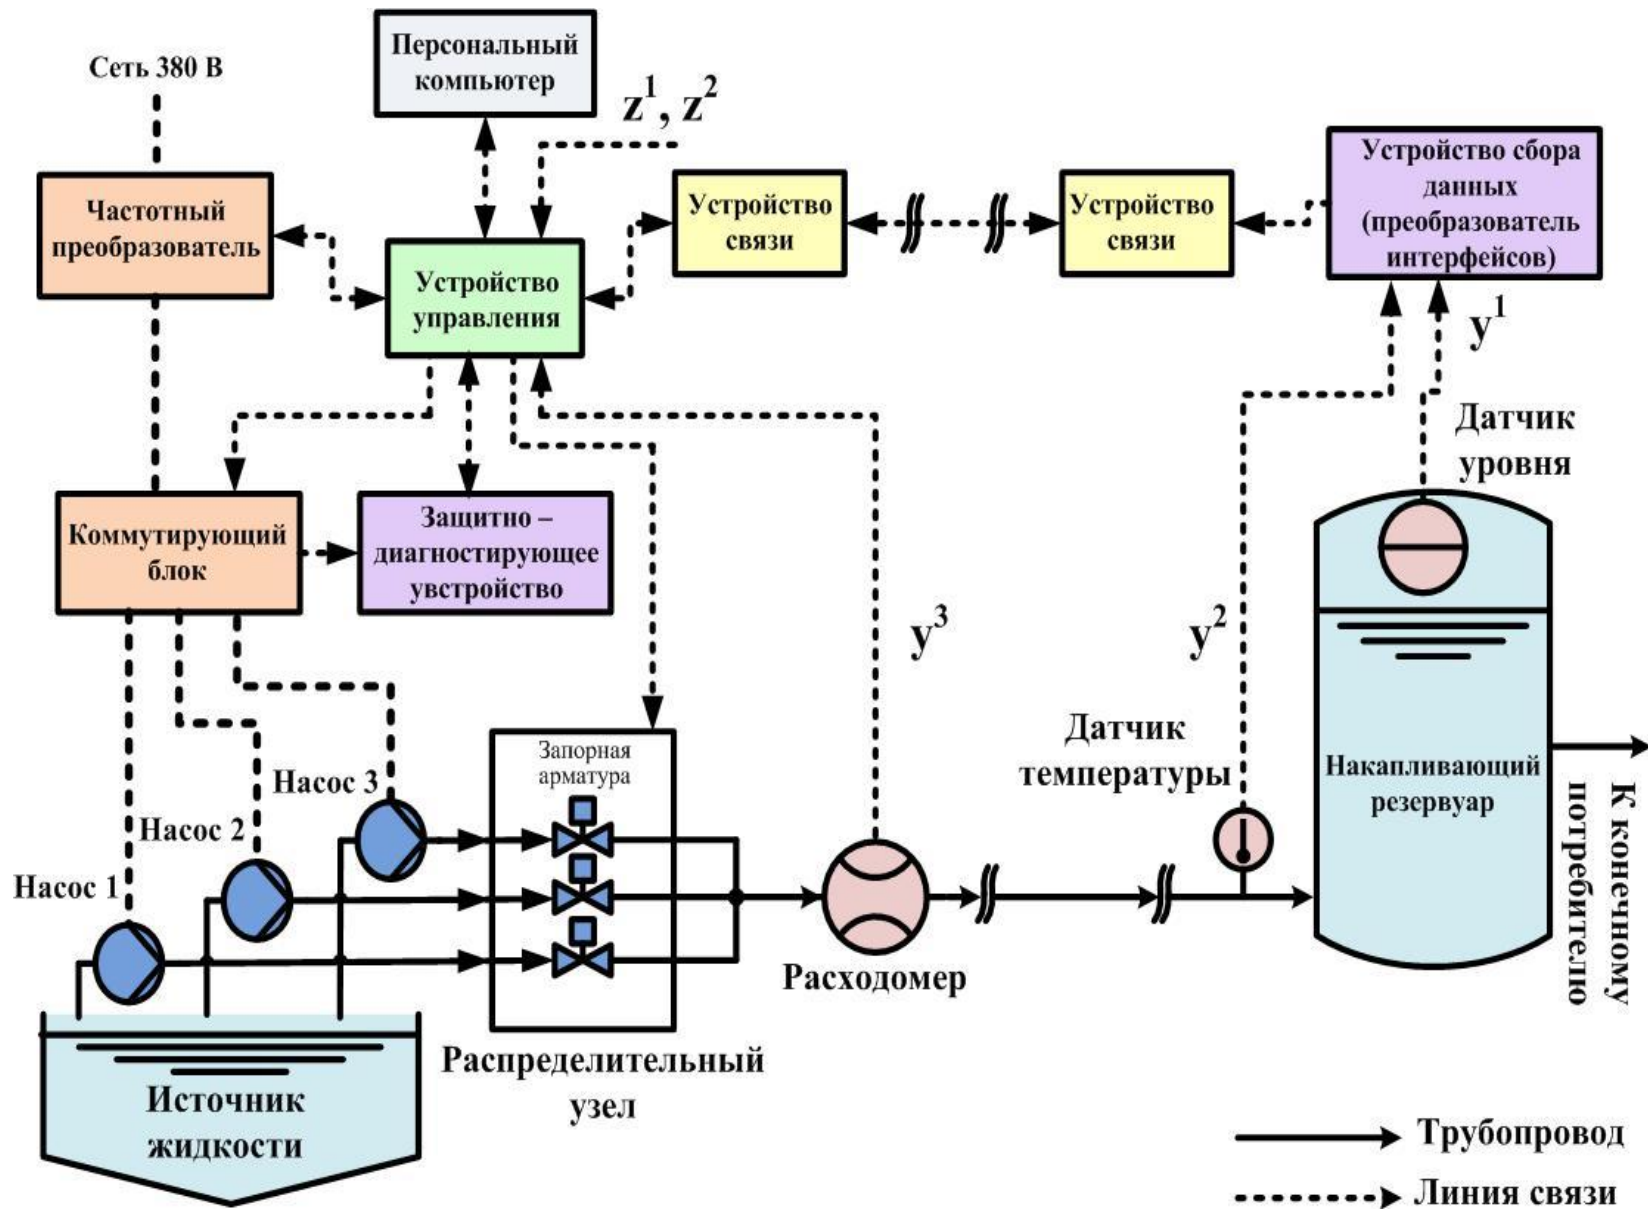 Сеть 380 В
Персональный
компьютер
z¹, z²
Частотный
преобразователь
Устройство
управления
Устройство
связи
Устройство
связи
Устройство сбора
данных
(преобразователь
интерфейсов)
y¹
Датчик
уровня
Коммутирующий
блок
Защитно –
диагностирующее
увстройство
y³
y²
Датчик
температуры
Запорная
арматура
Насос 3
Насос 2
Насос 1
Накапливающий
резервуар
К конечному
потребителю
Расходомер
Распределительный
узел
Источник
жидкости
Трубопровод
Линия связи